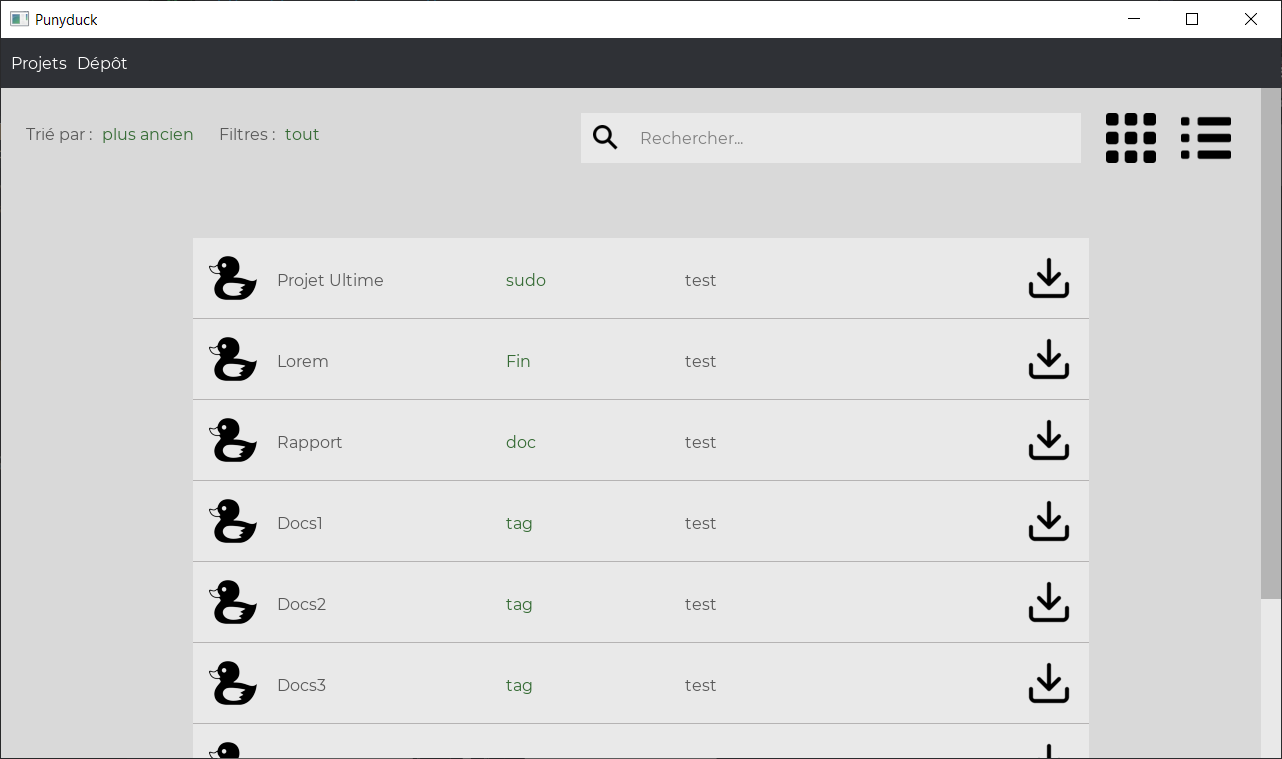 Punyduck
Projets Dépôt
Trié par : plus ancien Filtres : tout Rechercher...
Projet Ultime sudo test
Lorem Fin test
Rapport doc test
Docs1 tag test
Docs2 tag test
Docs3 tag test